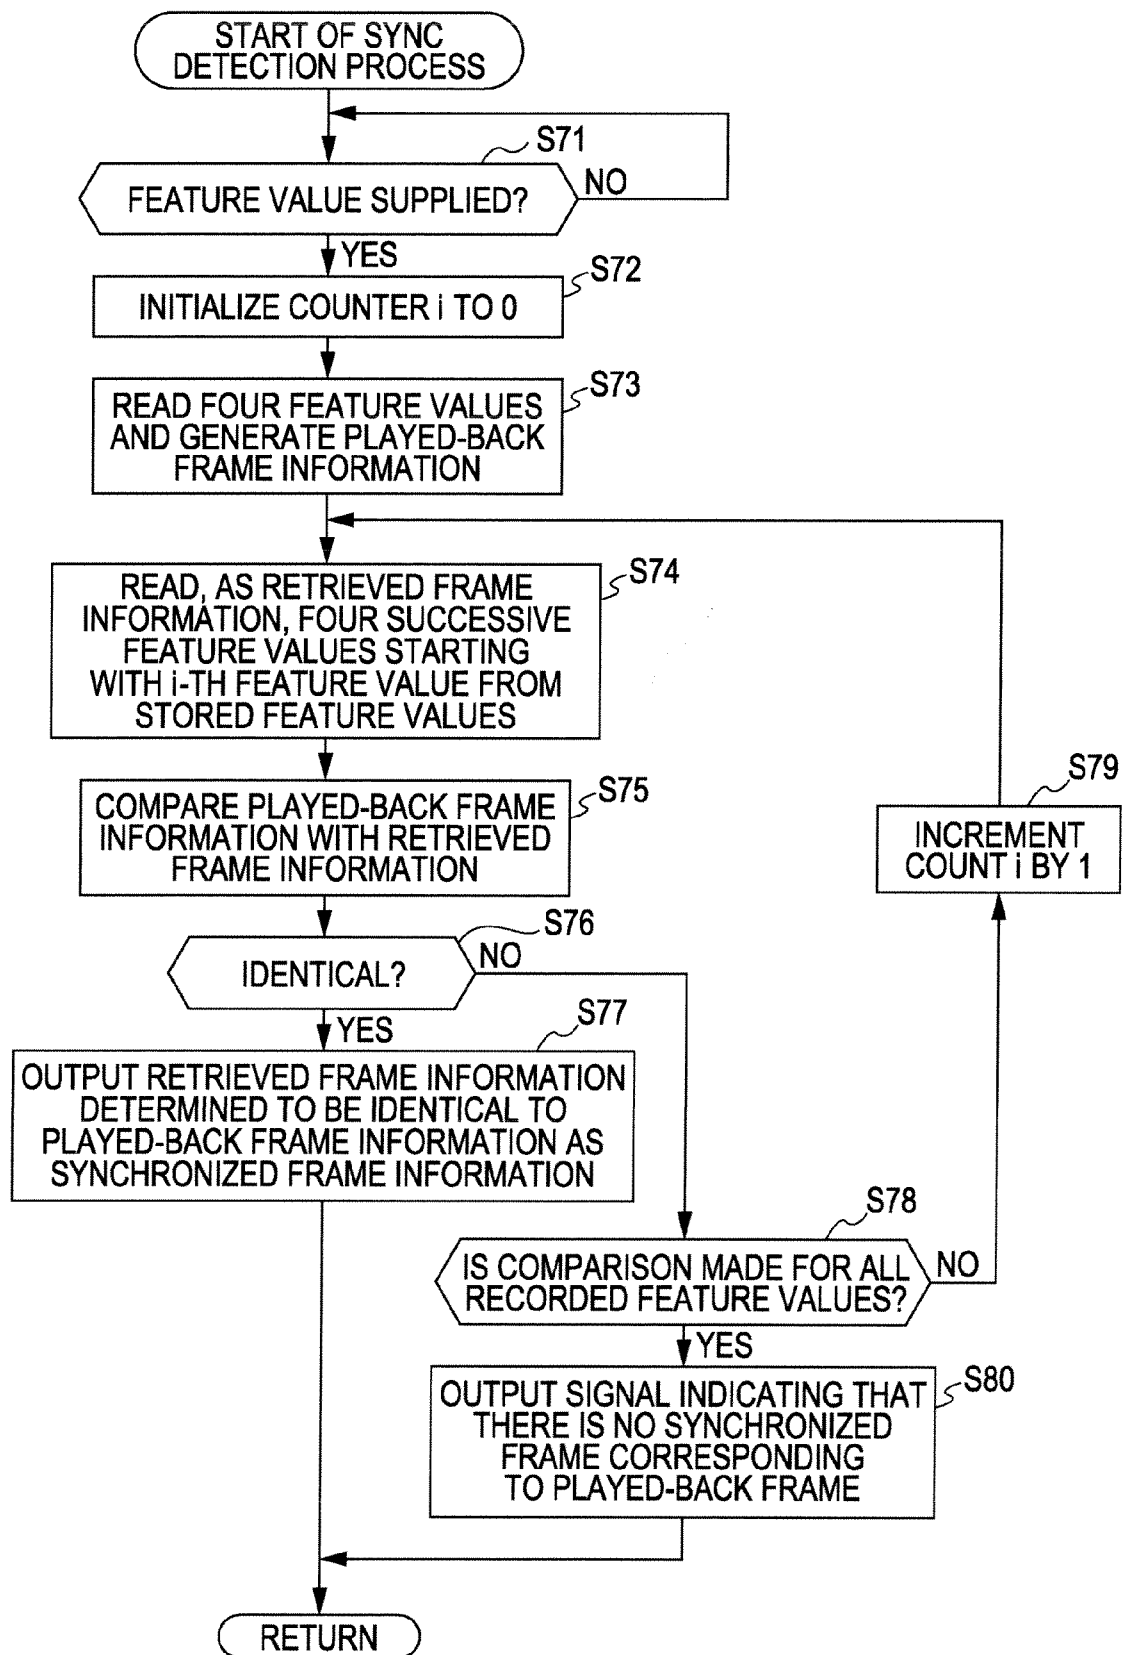 START OF SYNC
DETECTION PROCESS
S71
FEATURE VALUE SUPPLIED?
NO
YES
S72
INITIALIZE COUNTER i TO 0
S73
READ FOUR FEATURE VALUES
AND GENERATE PLAYED-BACK
FRAME INFORMATION
S74
READ, AS RETRIEVED FRAME
INFORMATION, FOUR SUCCESSIVE
FEATURE VALUES STARTING
WITH i-TH FEATURE VALUE FROM
STORED FEATURE VALUES
S75
COMPARE PLAYED-BACK FRAME
INFORMATION WITH RETRIEVED
FRAME INFORMATION
S79
INCREMENT
COUNT i BY 1
S76
IDENTICAL?
NO
YES
S77
OUTPUT RETRIEVED FRAME INFORMATION
DETERMINED TO BE IDENTICAL TO
PLAYED-BACK FRAME INFORMATION AS
SYNCHRONIZED FRAME INFORMATION
S78
IS COMPARISON MADE FOR ALL
RECORDED FEATURE VALUES?
NO
YES
S80
OUTPUT SIGNAL INDICATING THAT
THERE IS NO SYNCHRONIZED
FRAME CORRESPONDING
TO PLAYED-BACK FRAME
RETURN